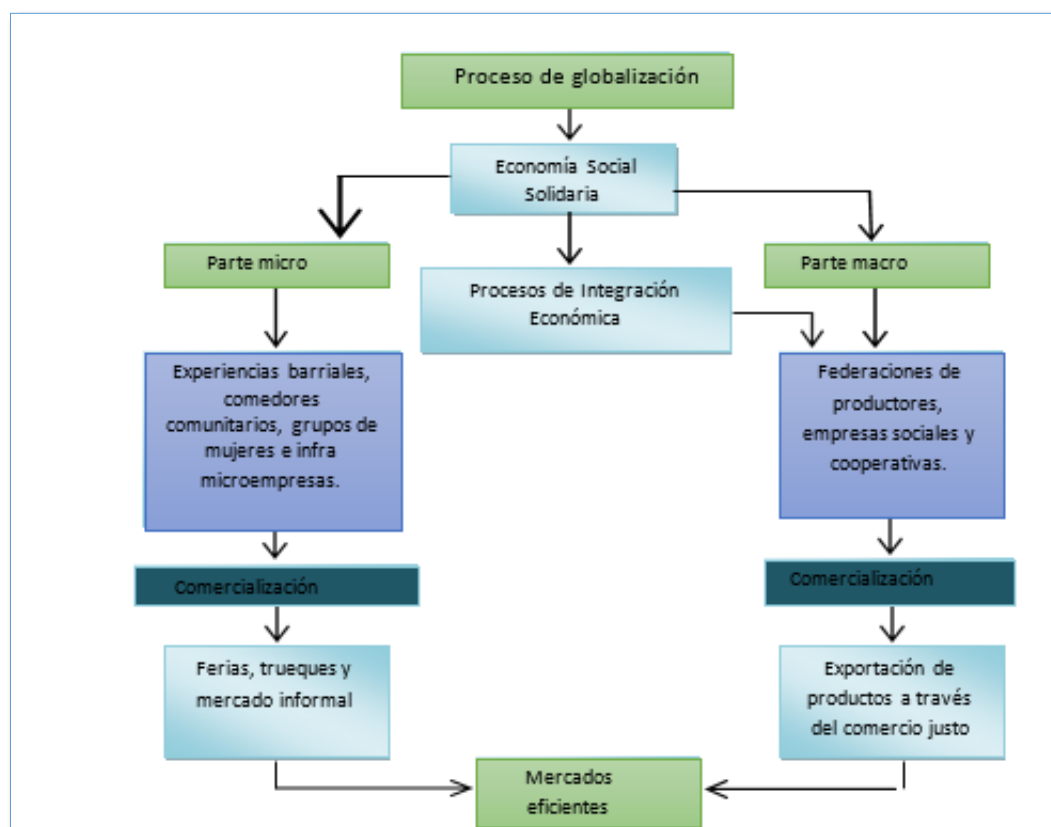 Proceso de globalización
Economía Social
Solidaria
Parte micro
Procesos de Integración
Económica
Parte macro
Experiencias barriales,
comedores
comunitarios, grupos de
mujeres e infra
microempresas.
Federaciones de
productores,
empresas sociales y
cooperativas.
Comercialización
Comercialización
Ferias, trueques y
mercado informal
Exportación de
productos a través
del comercio justo
Mercados
eficientes